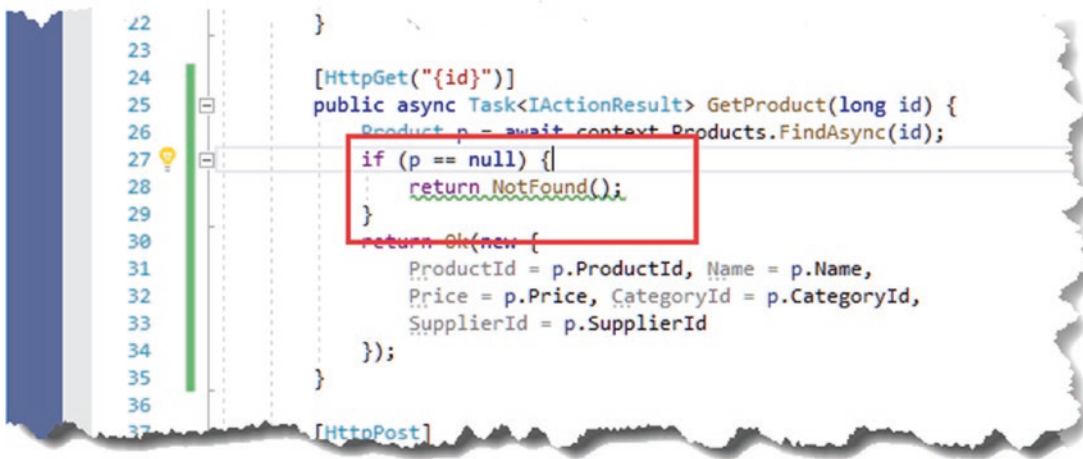 22 }
23
24 [HttpGet("{id}")]
25 public async Task<IActionResult> GetProduct(long id) {
26 Product p = await context.Products.FindAsync(id);
27 if (p == null) {
28 return NotFound();
29 }
30 return Ok(new {
31 ProductId = p.ProductId, Name = p.Name,
32 Price = p.Price, CategoryId = p.CategoryId,
33 SupplierId = p.SupplierId
34 });
35 }
36
37 [HttpPost]